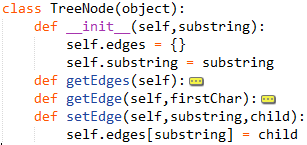 class TreeNode(object):
    def __init__(self,substring):
        self.edges = {}
        self.substring = substring
    def getEdges(self):
    def getEdge(self,firstChar):
    def setEdge(self,substring,child):
        self.edges[substring] = child